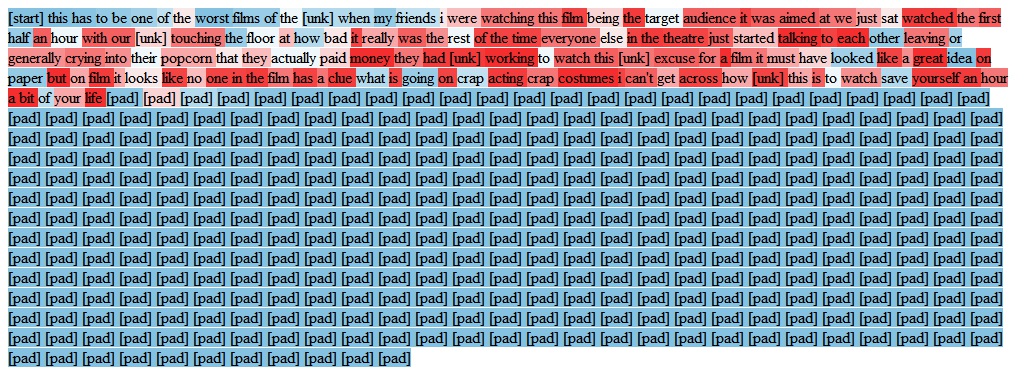 [start] this has to be one of the worst films of the [unk] when my friends i were watching this film being the target audience it was aimed at we just sat watched the first
half an hour with our [unk] touching the floor at how bad it really was the rest of the time everyone else in the theatre just started talking to each other leaving or
generally crying into their popcorn that they actually paid money they had [unk] working to watch this [unk] excuse for a film it must have looked like a great idea on
paper but on film it looks like no one in the film has a clue what is going on crap acting crap costumes i can't get across how [unk] this is to watch save yourself an hour
a bit of your life [pad] [pad] [pad] [pad] [pad] [pad] [pad] [pad] [pad] [pad] [pad] [pad] [pad] [pad] [pad] [pad] [pad] [pad] [pad] [pad] [pad] [pad] [pad] [pad]
[pad] [pad] [pad] [pad] [pad] [pad] [pad] [pad] [pad] [pad] [pad] [pad] [pad] [pad] [pad] [pad] [pad] [pad] [pad] [pad] [pad] [pad] [pad] [pad] [pad] [pad] [pad]
[pad] [pad] [pad] [pad] [pad] [pad] [pad] [pad] [pad] [pad] [pad] [pad] [pad] [pad] [pad] [pad] [pad] [pad] [pad] [pad] [pad] [pad] [pad] [pad] [pad] [pad] [pad]
[pad] [pad] [pad] [pad] [pad] [pad] [pad] [pad] [pad] [pad] [pad] [pad] [pad] [pad] [pad] [pad] [pad] [pad] [pad] [pad] [pad] [pad] [pad] [pad] [pad] [pad] [pad]
[pad] [pad] [pad] [pad] [pad] [pad] [pad] [pad] [pad] [pad] [pad] [pad] [pad] [pad] [pad] [pad] [pad] [pad] [pad] [pad] [pad] [pad] [pad] [pad] [pad] [pad] [pad]
[pad] [pad] [pad] [pad] [pad] [pad] [pad] [pad] [pad] [pad] [pad] [pad] [pad] [pad] [pad] [pad] [pad] [pad] [pad] [pad] [pad] [pad] [pad] [pad] [pad] [pad] [pad]
[pad] [pad] [pad] [pad] [pad] [pad] [pad] [pad] [pad] [pad] [pad] [pad] [pad] [pad] [pad] [pad] [pad] [pad] [pad] [pad] [pad] [pad] [pad] [pad] [pad] [pad] [pad]
[pad] [pad] [pad] [pad] [pad] [pad] [pad] [pad] [pad] [pad] [pad] [pad] [pad] [pad] [pad] [pad] [pad] [pad] [pad] [pad] [pad] [pad] [pad] [pad] [pad] [pad] [pad]
[pad] [pad] [pad] [pad] [pad] [pad] [pad] [pad] [pad] [pad] [pad] [pad] [pad] [pad] [pad] [pad] [pad] [pad] [pad] [pad] [pad] [pad] [pad] [pad] [pad] [pad] [pad]
[pad] [pad] [pad] [pad] [pad] [pad] [pad] [pad] [pad] [pad] [pad] [pad] [pad] [pad] [pad] [pad] [pad] [pad] [pad] [pad] [pad] [pad] [pad] [pad] [pad] [pad] [pad]
[pad] [pad] [pad] [pad] [pad] [pad] [pad] [pad] [pad] [pad] [pad] [pad] [pad] [pad] [pad] [pad] [pad] [pad] [pad] [pad] [pad] [pad] [pad] [pad] [pad] [pad] [pad]
[pad] [pad] [pad] [pad] [pad] [pad] [pad] [pad] [pad] [pad] [pad] [pad] [pad] [pad] [pad] [pad] [pad] [pad] [pad] [pad] [pad] [pad] [pad] [pad] [pad] [pad] [pad]
[pad] [pad] [pad] [pad] [pad] [pad] [pad] [pad] [pad] [pad] [pad] [pad] [pad] [pad] [pad] [pad] [pad] [pad] [pad] [pad] [pad] [pad] [pad] [pad] [pad] [pad] [pad]
[pad] [pad] [pad] [pad] [pad] [pad] [pad] [pad] [pad] [pad] [pad]